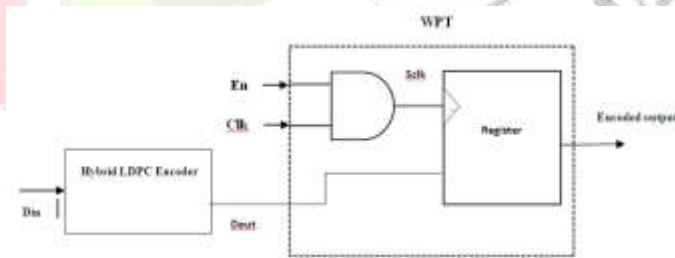 WPT
En
Sclk
Clk
Register
Encoded output
Hybrid LDPC Encoder
Din
Dout